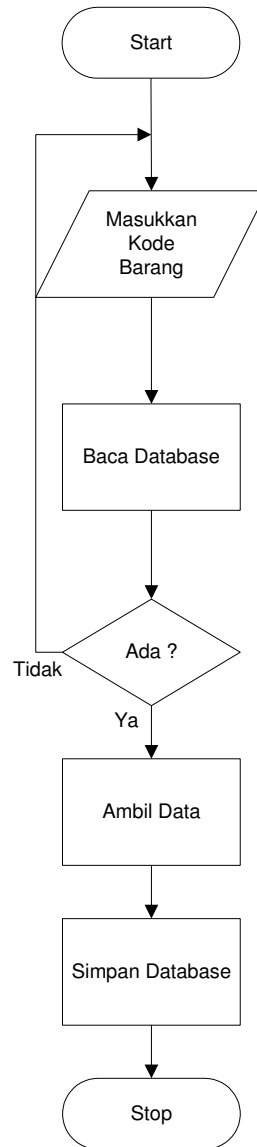 Start
Masukkan
Kode
Barang
Baca Database
Ada ?
Tidak
Ya
Ambil Data
Simpan Database
Stop